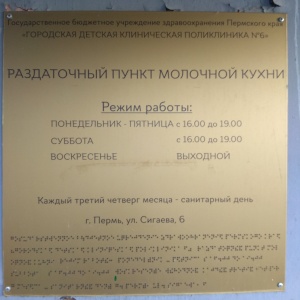 Государственное бюджетное учреждение здравоохранения Пермского края
«ГОРОДСКАЯ ДЕТСКАЯ КЛИНИЧЕСКАЯ ПОЛИКЛИНИКА №6»
РАЗДАТОЧНЫЙ ПУНКТ МОЛОЧНОЙ КУХНИ
Режим работы:
ПОНЕДЕЛЬНИК - ПЯТНИЦА с 16.00 до 19.00
СУББОТА с 16.00 до 19.00
ВОСКРЕСЕНЬЕ ВЫХОДНОЙ
Каждый третий четверг месяца - санитарный день
г. Пермь, ул. Сигаева, 6